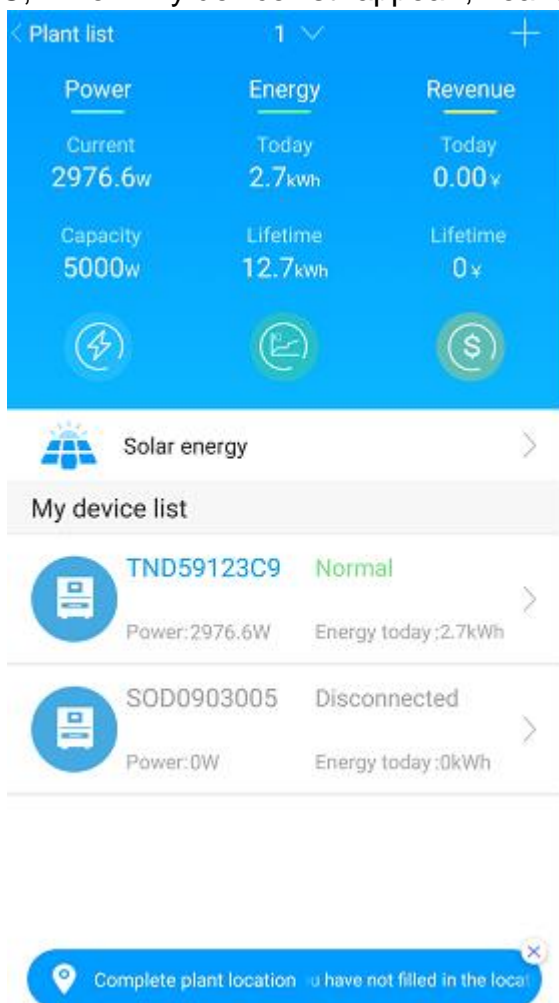 Plant list 1
Power Energy Revenue
Current Today Today
2976.6w 2.7kWh 0.00¥
Capacity Lifetime Lifetime
5000w 12.7kWh 0¥
$
Solar energy
My device list
TND59123C9 Normal
Power:2976.6W Energy today :2.7kWh
SOD0903005 Disconnected
Power:0W Energy today :0kWh
Complete plant location u have not filled in the locat